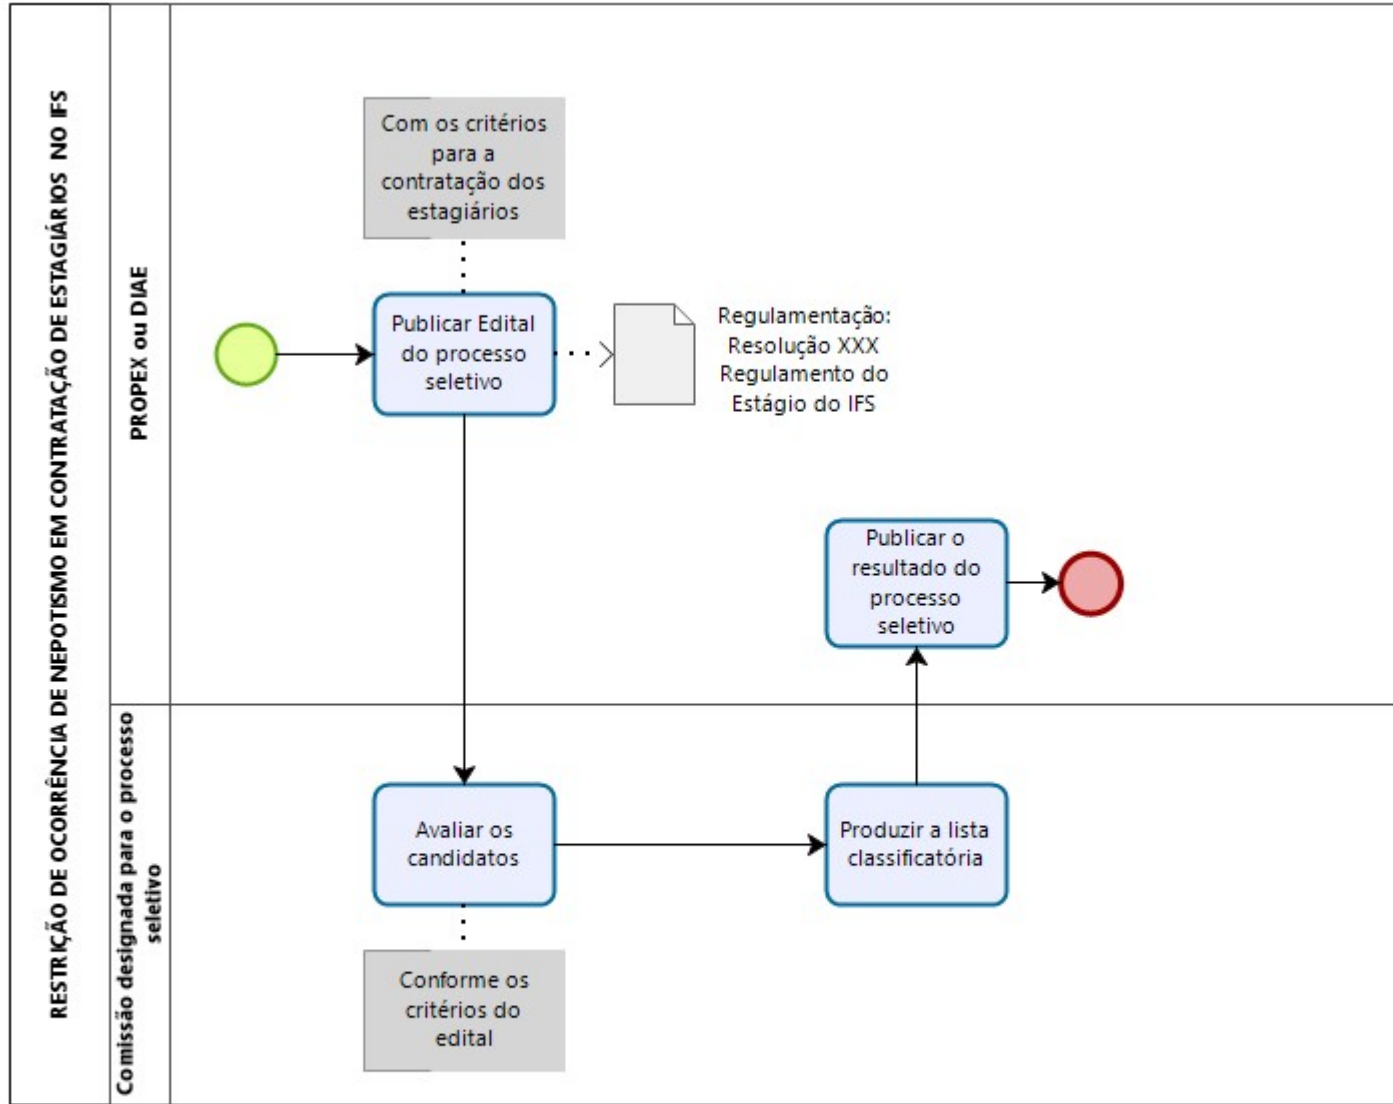 RESTRIÇÃO DE OCORRÊNCIA DE NEPOTISMO EM CONTRATAÇÃO DE ESTAGIÁRIOS NO IFS
PROPEX ou DIAE
Com os critérios
para a
contratação dos
estagiários
Publicar Edital
do processo
seletivo
Regulamentação:
Resolução XXX
Regulamento do
Estágio do IFS
Publicar o
resultado do
processo
seletivo
Comissão designada para o processo
seletivo
Avaliar os
candidatos
Produzir a lista
classificatória
Conforme os
critérios do
edital